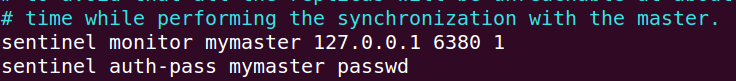 # time while performing the synchronization with the master.
sentinel monitor mymaster 127.0.0.1 6380 1
sentinel auth-pass mymaster passwd